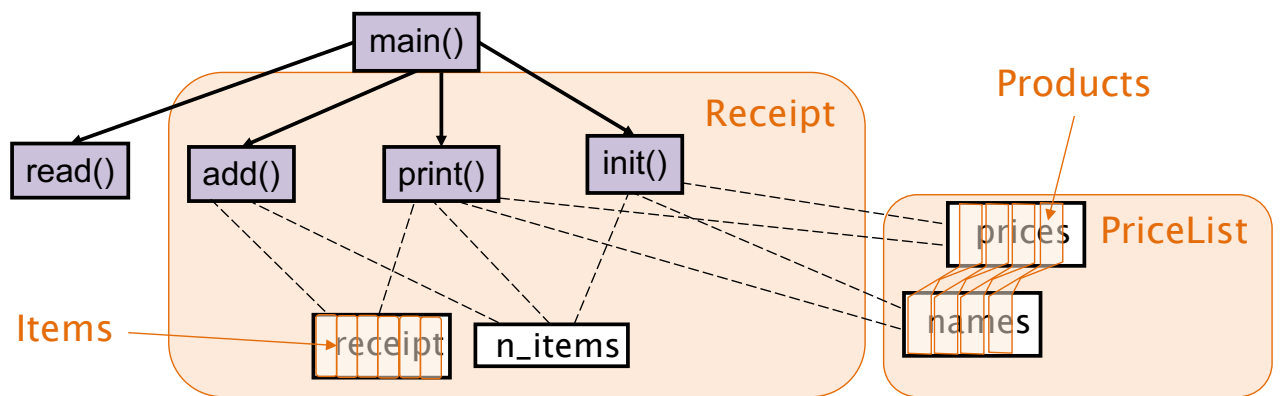 main()
Products
Receipt
read()
add()
print()
init()
prices
PriceList
names
Items
receipt
n_items